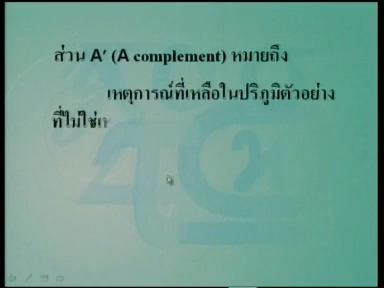 ส่วน A′ (A complement) หมายถึง
เหตุการณ์ที่เหลือในปริภูมิตัวอย่าง
ที่ไม่ใช่เ